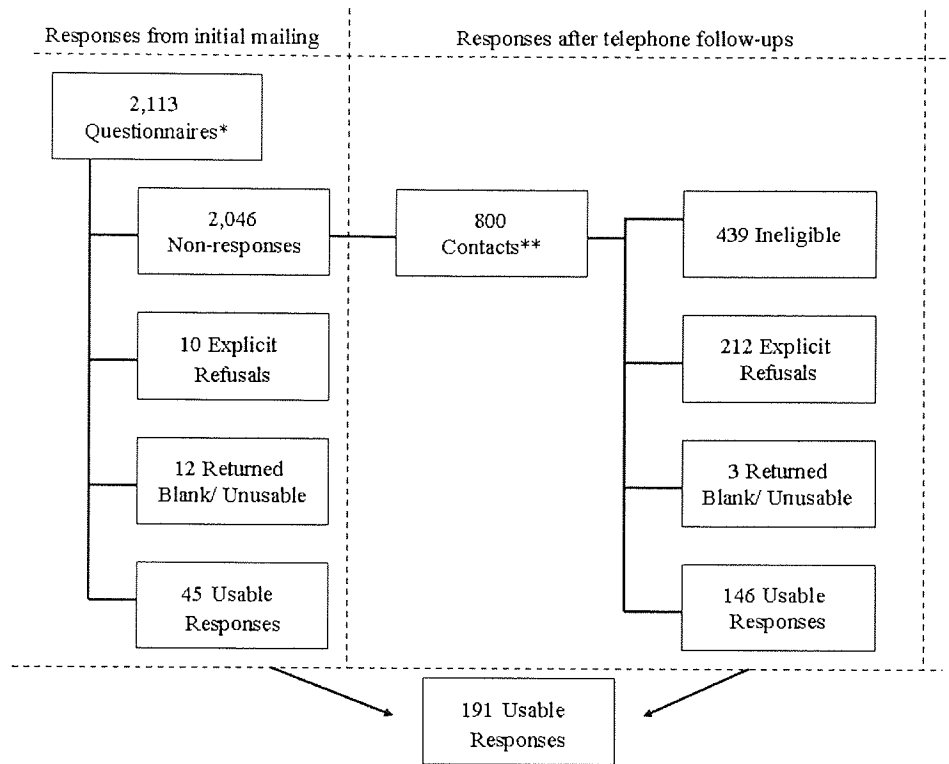 Responses from initial mailing
Responses after telephone follow-ups
2,113
Questionnaires*
2,046
Non-responses
10 Explicit
Refusals
12 Returned
Blank/ Unusable
45 Usable
Responses
800
Contacts**
439 Ineligible
212 Explicit
Refusals
3 Returned
Blank/ Unusable
146 Usable
Responses
191 Usable
Responses